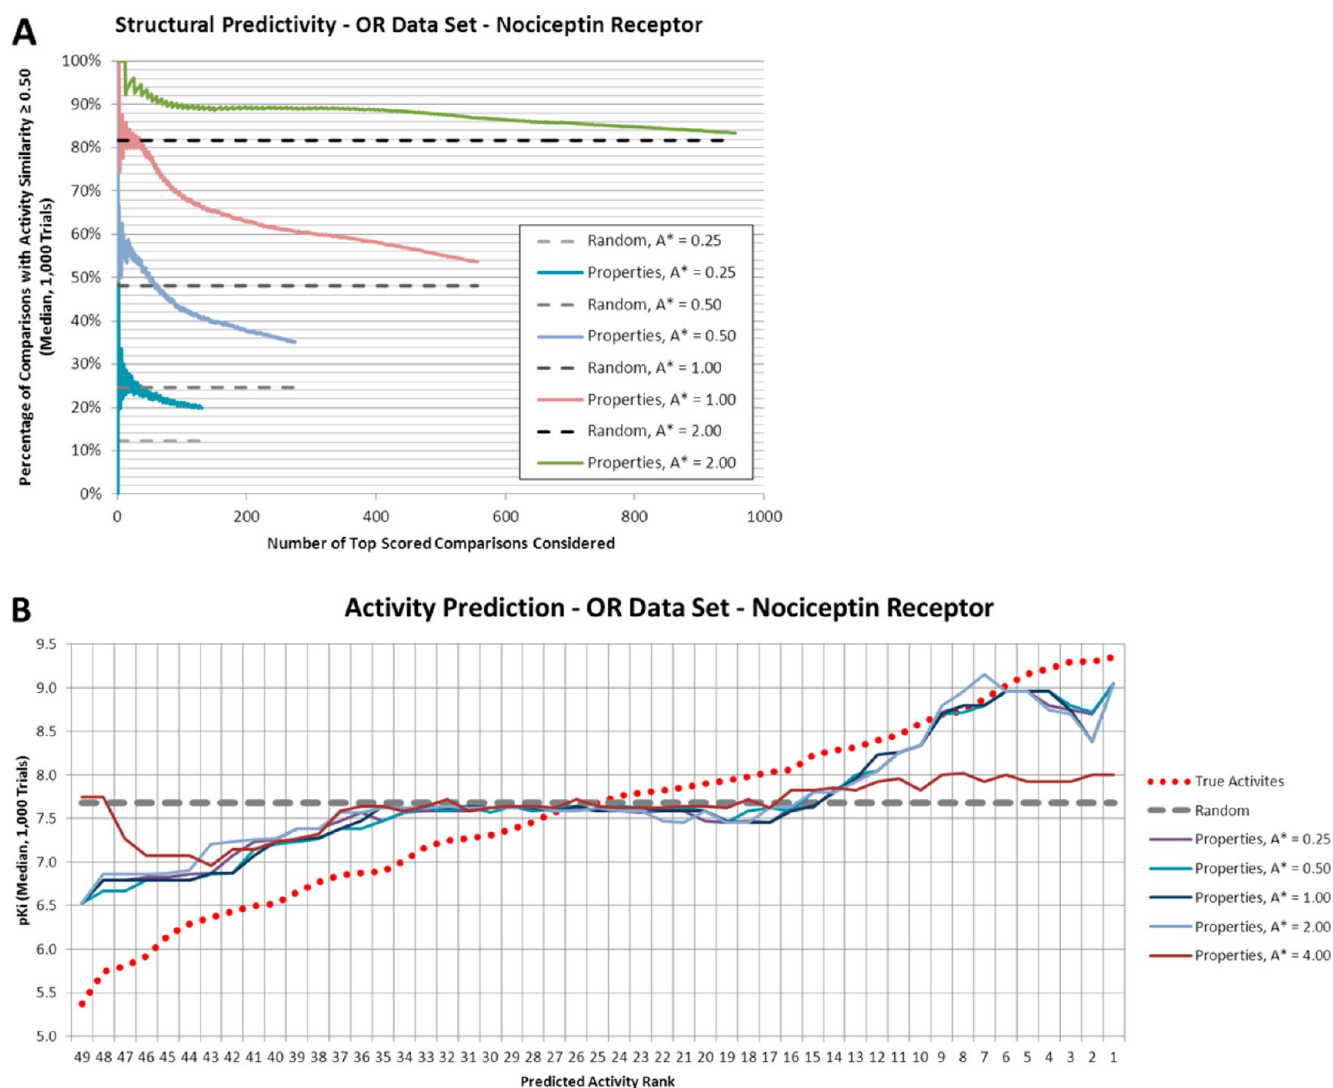 A
Structural Predictivity - OR Data Set - Nociceptin Receptor
Percentage of Comparisons with Activity Similarity ≥ 0.50
(Median, 1,000 Trials)
100%
90%
80%
70%
60%
50%
40%
30%
20%
10%
0%
Random, A* = 0.25
Properties, A* = 0.25
Random, A* = 0.50
Properties, A* = 0.50
Random, A* = 1.00
Properties, A* = 1.00
Random, A* = 2.00
Properties, A* = 2.00
0 200 400 600 800 1000
Number of Top Scored Comparisons Considered
B
Activity Prediction - OR Data Set - Nociceptin Receptor
pKi (Median, 1,000 Trials)
9.5
9.0
8.5
8.0
7.5
7.0
6.5
6.0
5.5
5.0
True Activites
Random
Properties, A* = 0.25
Properties, A* = 0.50
Properties, A* = 1.00
Properties, A* = 2.00
Properties, A* = 4.00
49 48 47 46 45 44 43 42 41 40 39 38 37 36 35 34 33 32 31 30 29 28 27 26 25 24 23 22 21 20 19 18 17 16 15 14 13 12 11 10 9 8 7 6 5 4 3 2 1
Predicted Activity Rank